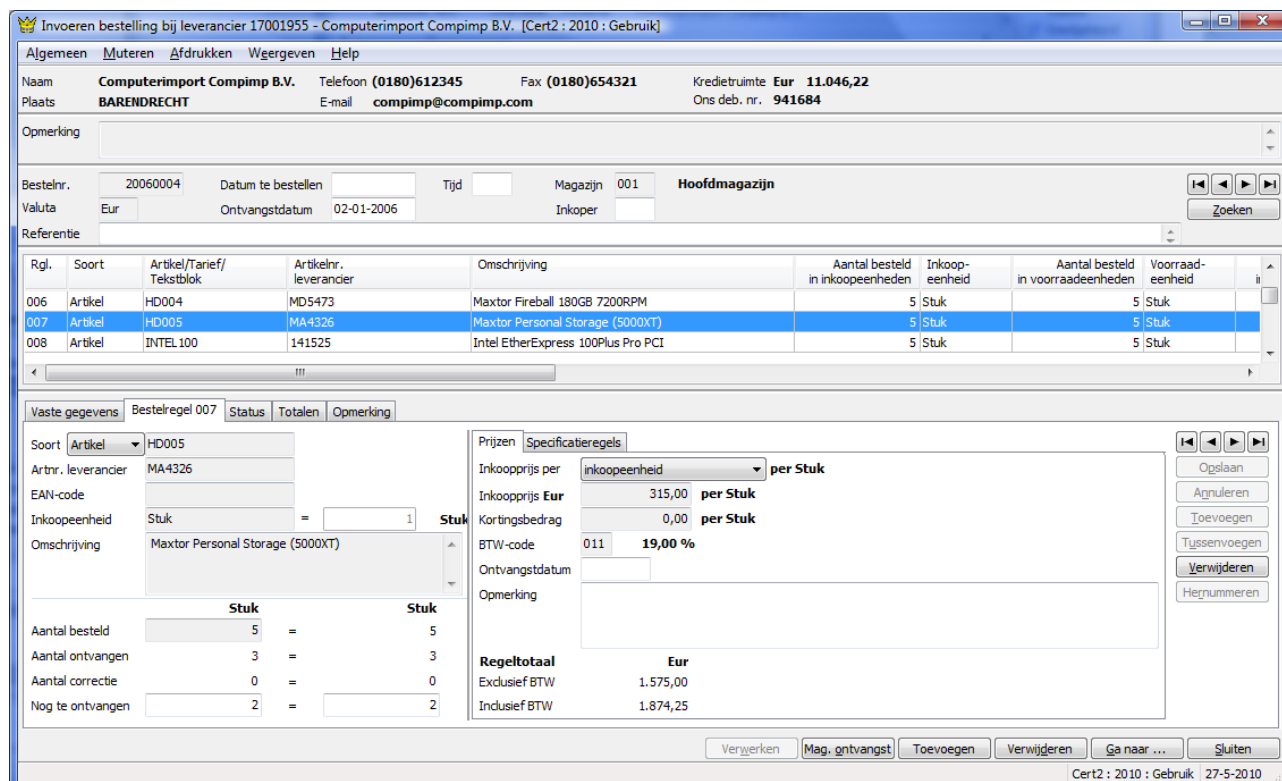 Invoeren bestelling bij leverancier 17001955 - Computerimport Compimp B.V. [Cert2 : 2010 : Gebruik]
Algemeen Muteren Afdrukken Weergeven Help
Naam Computerimport Compimp B.V. Telefoon (0180)612345 Fax (0180)654321 Kredietruimte Eur 11.046,22
Plaats BARENDRECHT E-mail compimp@compimp.com Ons deb. nr. 941684
Opmerking
Bestelnr. 20060004 Datum te bestellen Tijd Magazijn 001 Hoofdmagazijn
Valuta Eur Ontvangstdatum 02-01-2006 Inkoper Zoeken
Referentie
Rgl. Soort Artikel/Tarief/ Artikelnr. Omschrijving Aantal besteld Inkoop- Aantal besteld Voorraad-
Tekstblok leverancier in inkoopeenheden eenheid in voorraadeenheden eenheid
006 Artikel HD004 MD5473 Maxtor Fireball 180GB 7200RPM 5 Stuk 5 Stuk
007 Artikel HD005 MA4326 Maxtor Personal Storage (5000XT) 5 Stuk 5 Stuk
008 Artikel INTEL100 141525 Intel EtherExpress 100Plus Pro PCI 5 Stuk 5 Stuk
Vaste gegevens Bestelregel 007 Status Totalen Opmerking
Soort Artikel HD005
Artnr. leverancier MA4326
EAN-code
Inkoopeenheid Stuk = 1 Stuk
Omschrijving Maxtor Personal Storage (5000XT)
Stuk Stuk
Aantal besteld 5 = 5
Aantal ontvangen 3 = 3
Aantal correctie 0 = 0
Nog te ontvangen 2 = 2
Prijzen Specificatieregels
Inkoopprijs per inkoopeenheid per Stuk
Inkoopprijs Eur 315,00 per Stuk
Kortingsbedrag 0,00 per Stuk
BTW-code 011 19,00 %
Ontvangstdatum
Opmerking
Regeltotaal Eur
Exclusief BTW 1.575,00
Inclusief BTW 1.874,25
Opslaan
Annuleren
Toevoegen
Tussenvoegen
Verwijderen
Hernummeren
Verwerken Mag. ontvangst Toevoegen Verwijderen Ga naar ... Sluiten
Cert2 : 2010 : Gebruik 27-5-2010